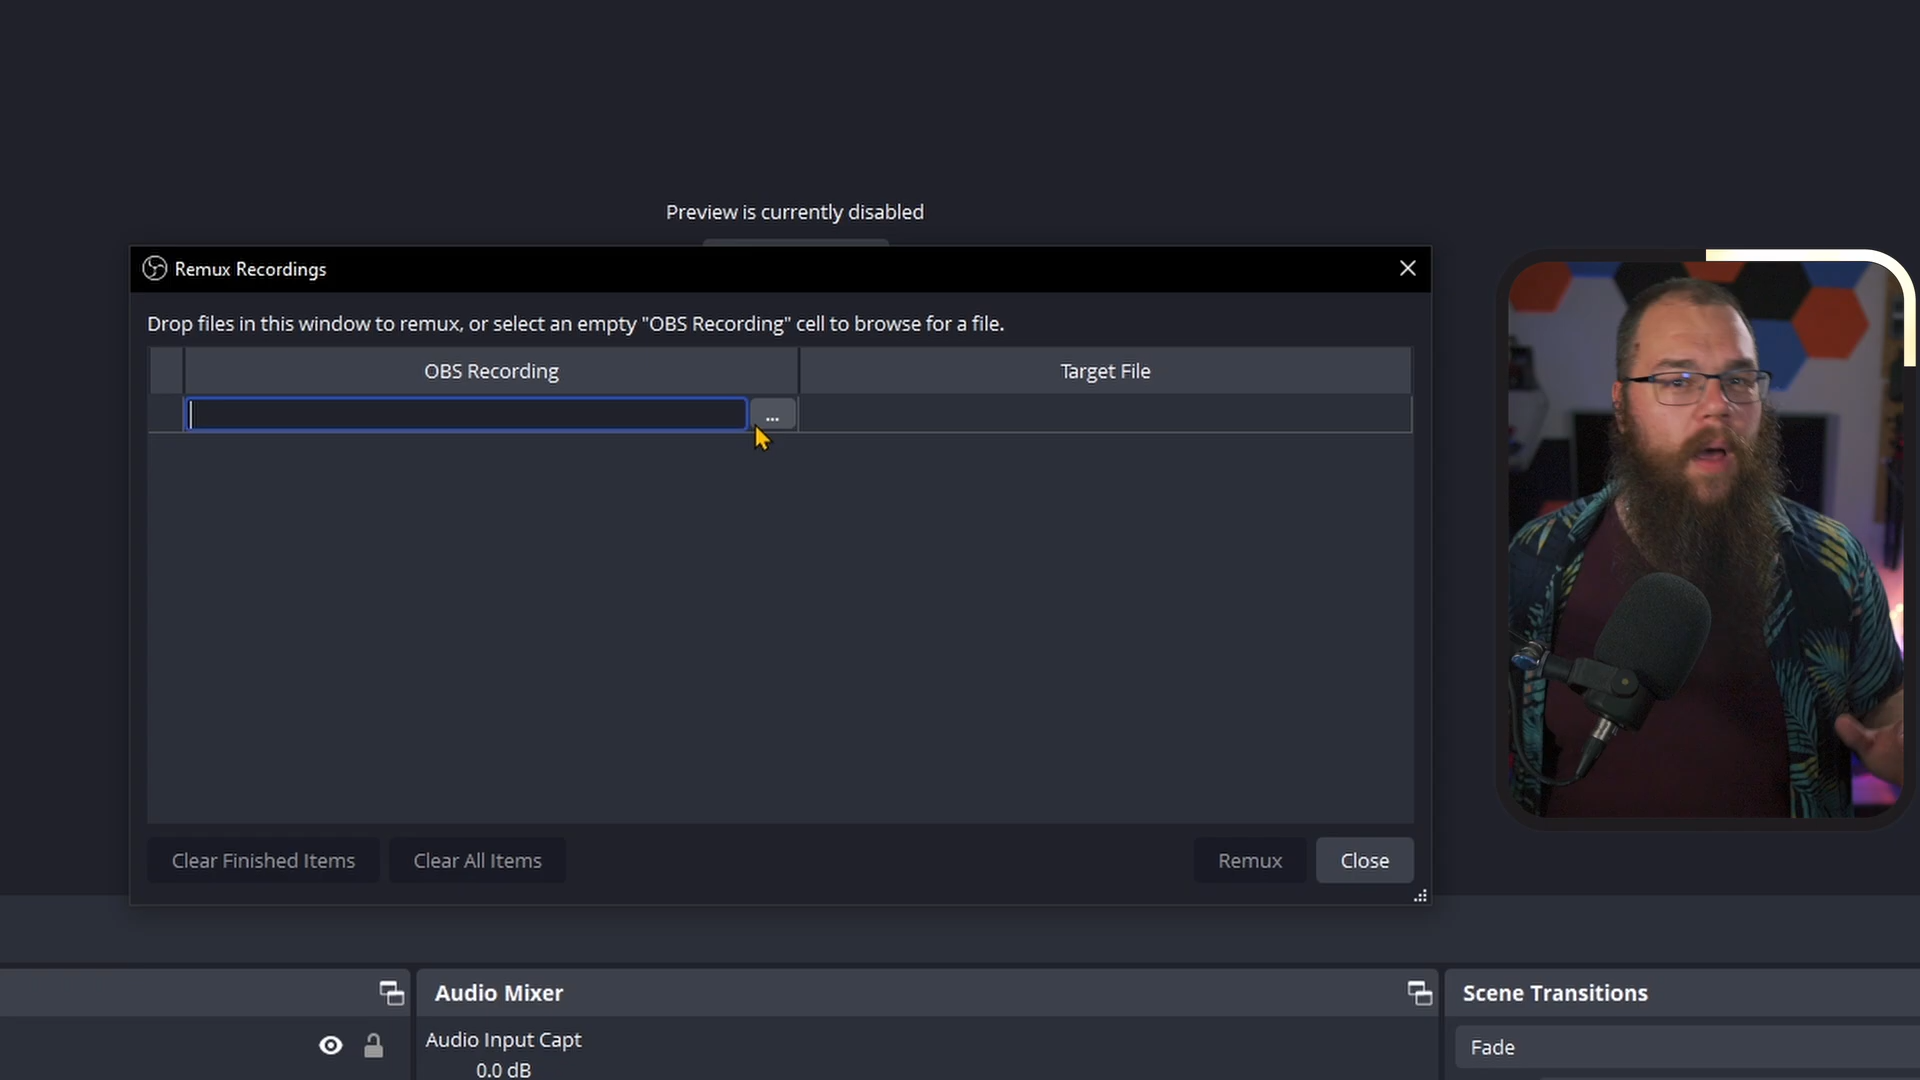 Preview is currently disabled
Remux Recordings
Drop files in this window to remux, or select an empty "OBS Recording" cell to browse for a file.
OBS Recording
Target File
...
Clear Finished Items
Clear All Items
Remux
Close
Audio Mixer
Scene Transitions
Audio Input Capt
0.0 dB
Fade